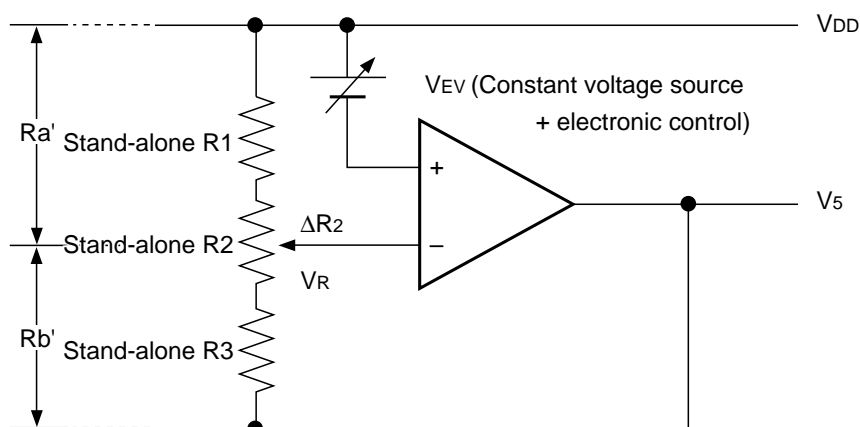 VDD
VEV (Constant voltage source
+ electronic control)
Ra'
Stand-alone R1
+
V5
ΔR2
Stand-alone R2
−
VR
Rb'
Stand-alone R3